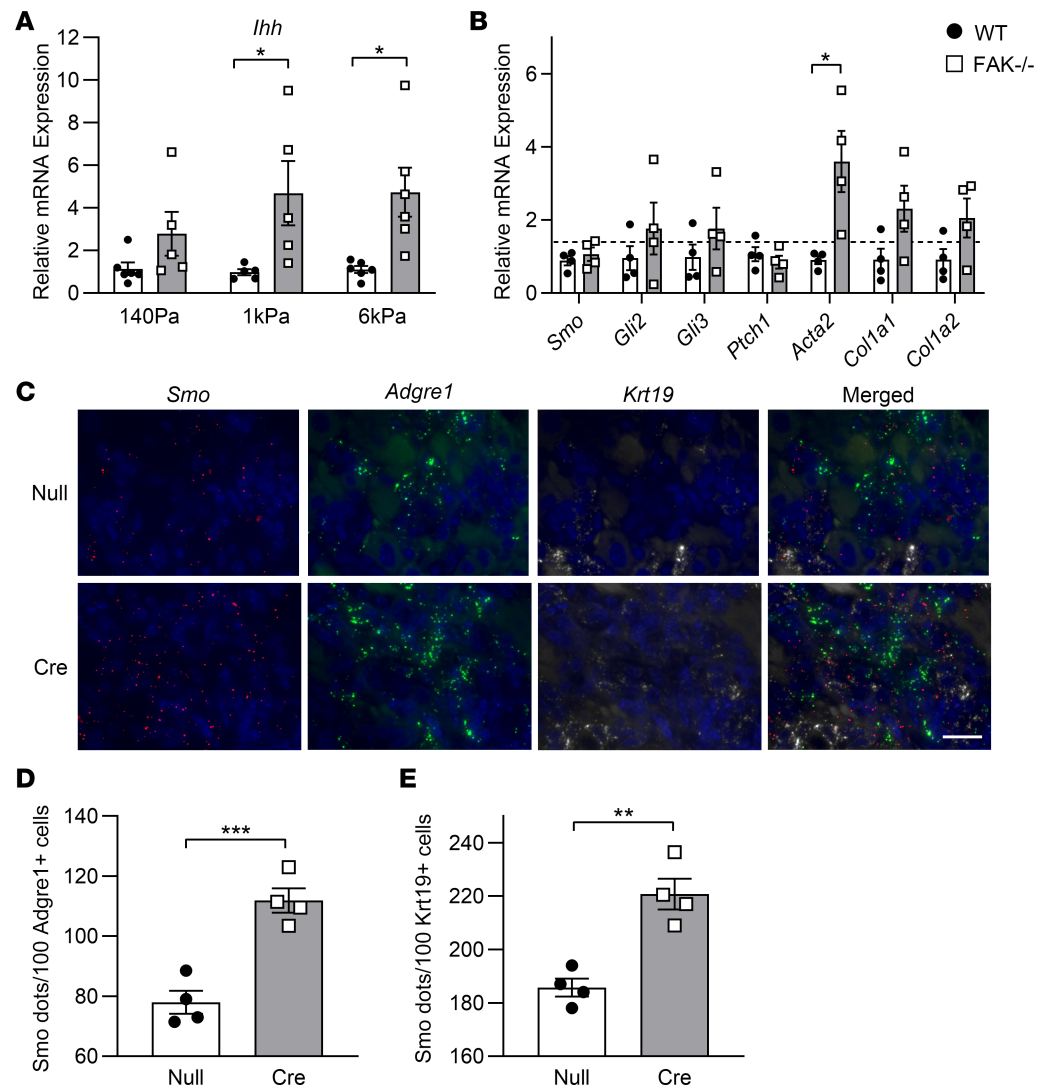 A
Ihh
Relative mRNA Expression
12
10
8
6
4
2
0
*
*
140Pa
1kPa
6kPa
B
WT
FAK-/-
Relative mRNA Expression
6
4
2
0
*
Smo
Gli2
Gli3
Ptch1
Acta2
Col1a1
Col1a2
C
Smo
Adgre1
Krt19
Merged
Null
Cre
D
Smo dots/100 Adgre1+ cells
140
120
100
80
60
***
Null
Cre
E
Smo dots/100 Krt19+ cells
240
220
200
180
160
**
Null
Cre